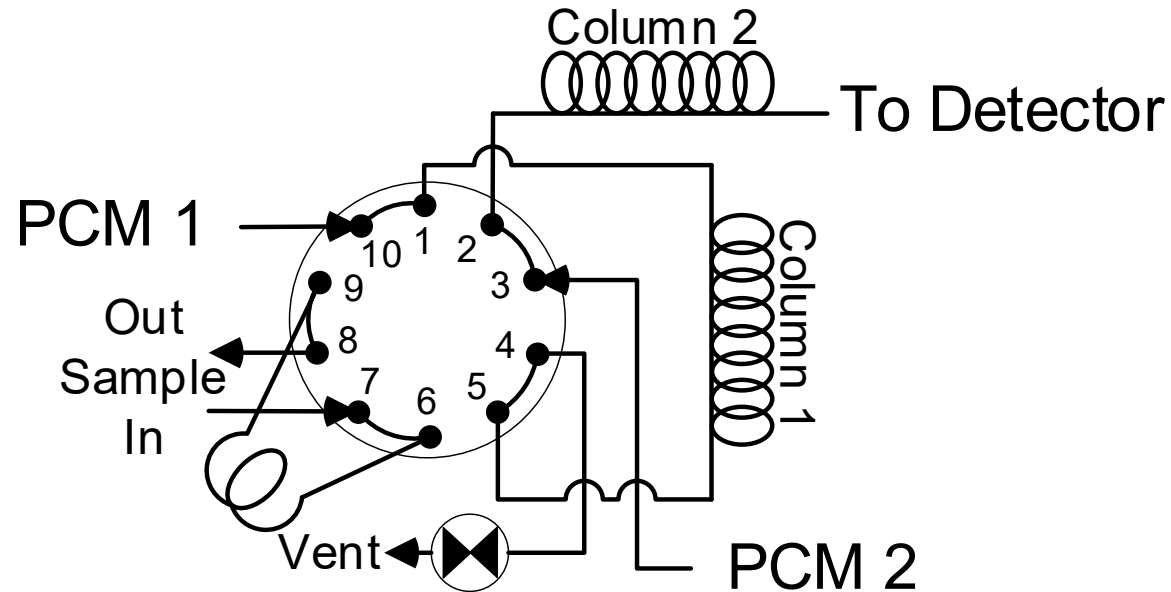 Column 2
To Detector
PCM 1
10
1
2
9
3
Column 1
Out
8
4
Sample
7
5
6
In
Vent
PCM 2